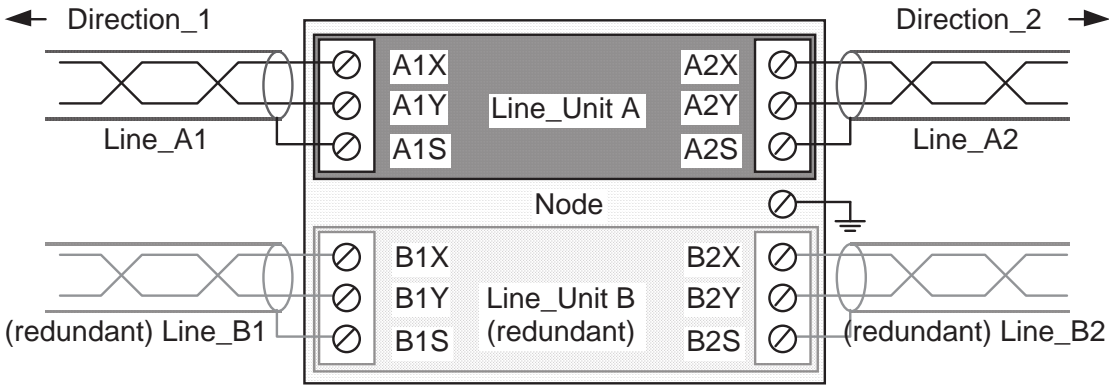 Direction_1
Direction_2
A1X
A2X
A1Y
Line_Unit A
A2Y
Line_A1
A1S
A2S
Line_A2
Node
B1X
B2X
B1Y
Line_Unit B
B2Y
(redundant) Line_B1
B1S
(redundant)
B2S
(redundant) Line_B2